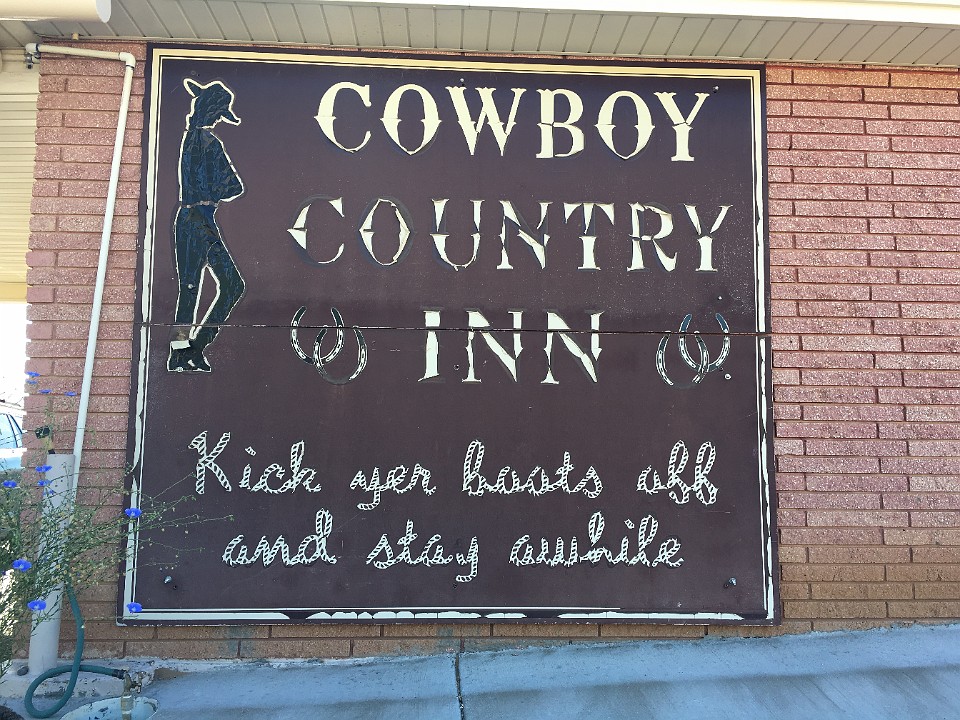 COWBOY
COUNTRY
INN
Kick yer boots off
and stay awhile